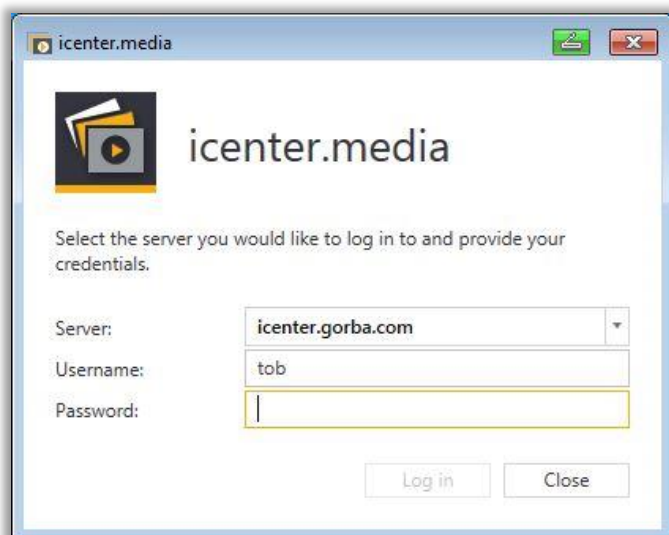 icenter.media
icenter.media
Select the server you would like to log in to and provide your
credentials.
Server: icenter.gorba.com
Username: tob
Password:
Log in Close